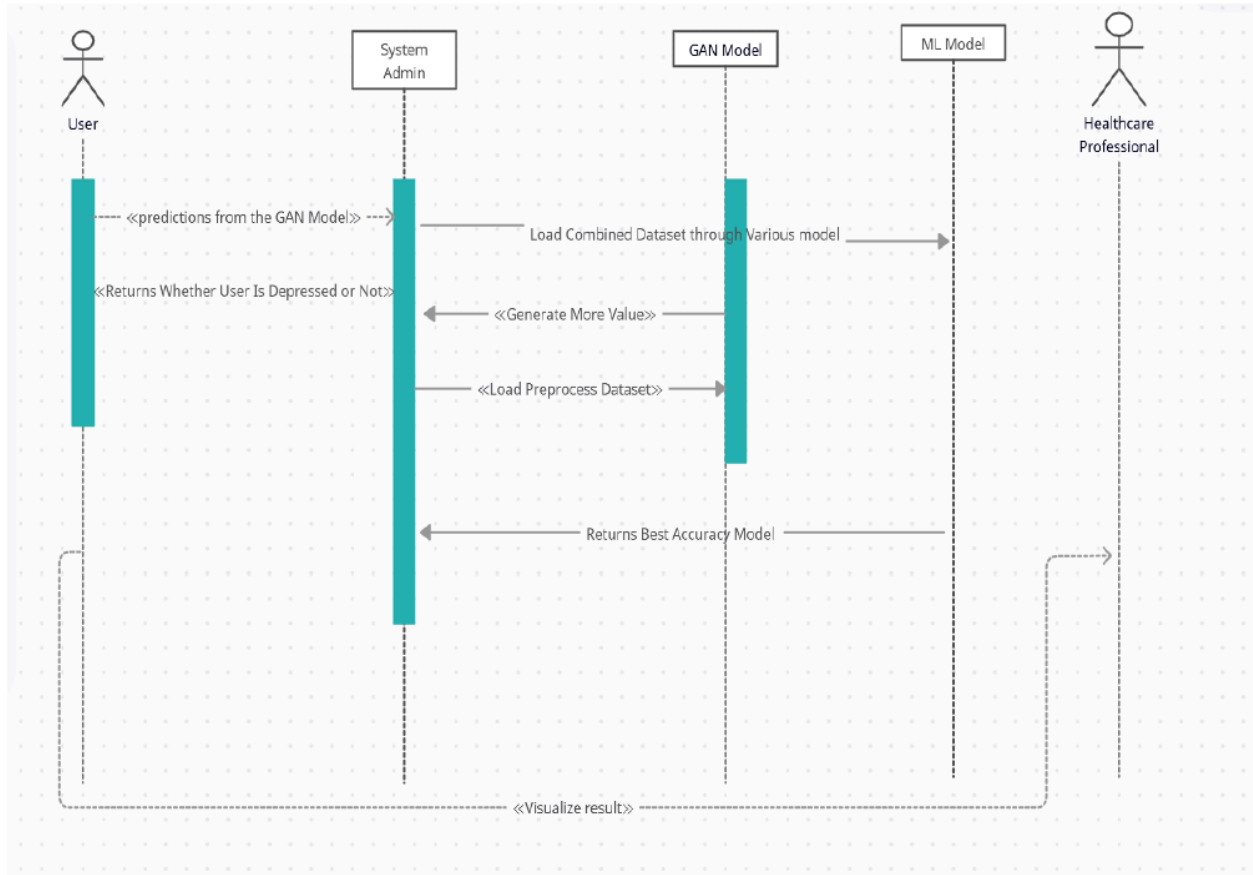 System
Admin
GAN Model
ML Model
User
Healthcare
Professional
≪predictions from the GAN Model≫
Load Combined Dataset through Various model
≪Returns Whether User Is Depressed or Not≫
≪Generate More Value≫
≪Load Preprocess Dataset≫
Returns Best Accuracy Model
≪Visualize result≫